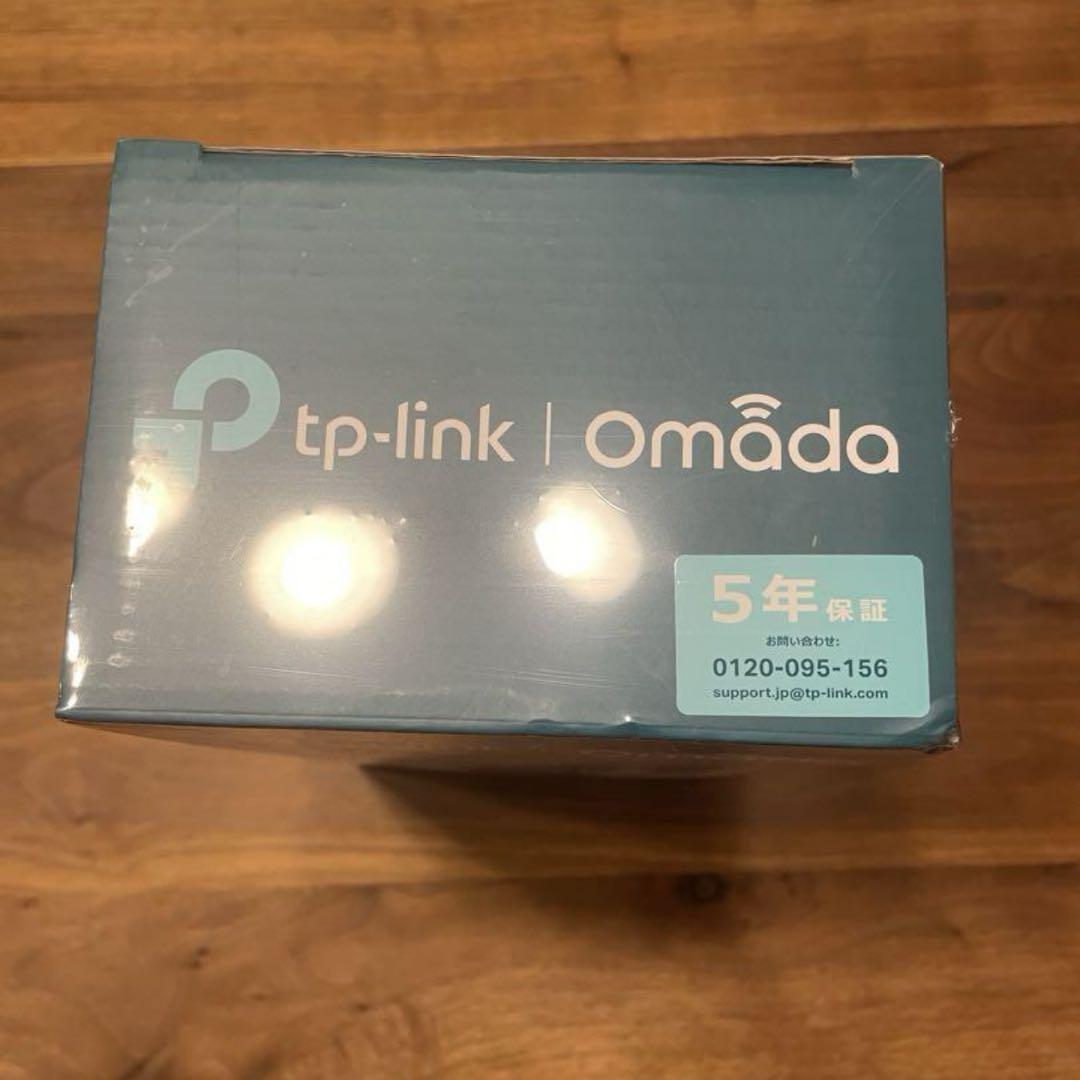 tp-link | omada
5年保証
お問い合わせ:
0120-095-156
support.jp@tp-link.com